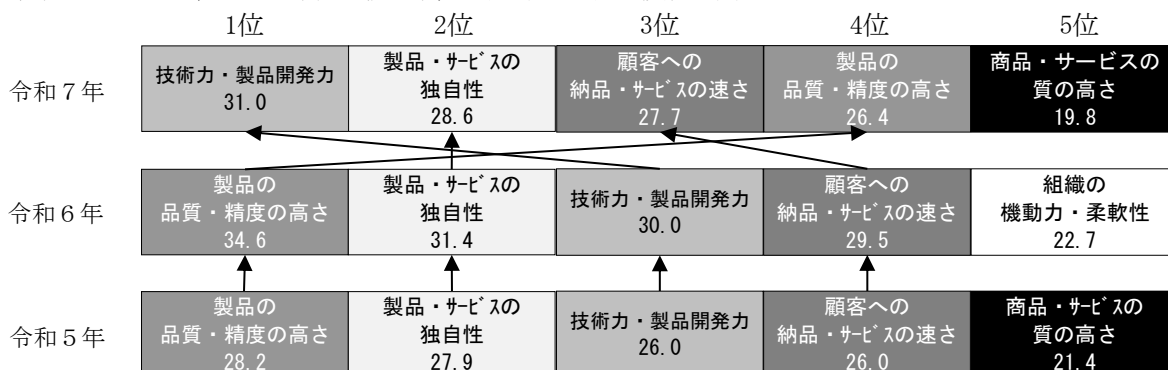 1位 2位 3位 4位 5位
令和7年
技術力・製品開発力
31.0
製品・サービスの
独自性
28.6
顧客への
納品・サービスの速さ
27.7
製品の
品質・精度の高さ
26.4
商品・サービスの
質の高さ
19.8
令和6年
製品の
品質・精度の高さ
34.6
製品・サービスの
独自性
31.4
技術力・製品開発力
30.0
顧客への
納品・サービスの速さ
29.5
組織の
機動力・柔軟性
22.7
令和5年
製品の
品質・精度の高さ
28.2
製品・サービスの
独自性
27.9
技術力・製品開発力
26.0
顧客への
納品・サービスの速さ
26.0
商品・サービスの
質の高さ
21.4